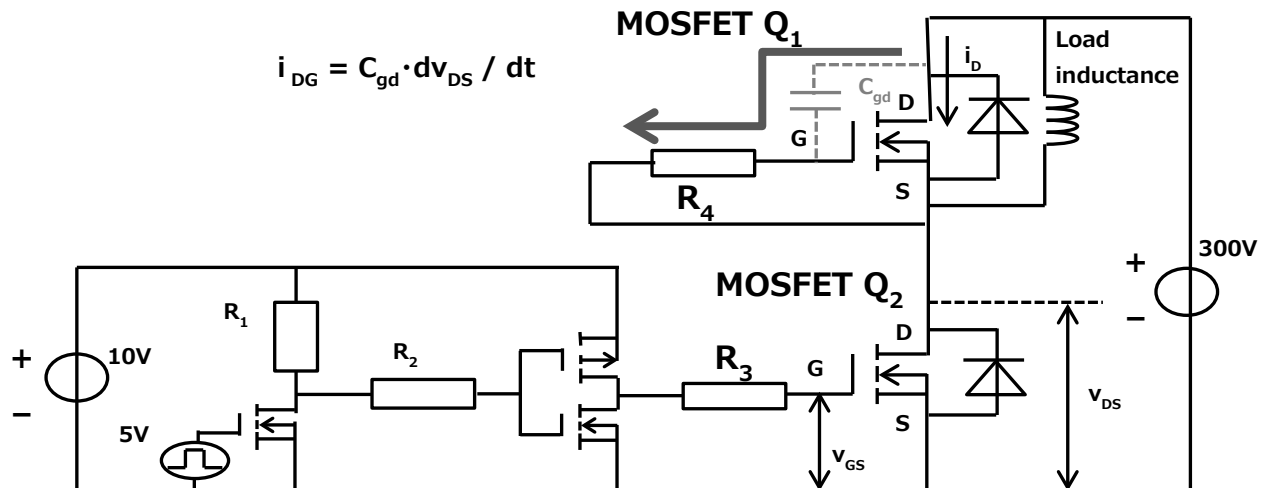 MOSFET Q1
i DG = Cgd・dvDS / dt
Load
inductance
iD
Cgd
D
G
R4
S
300V
+
−
MOSFET Q2
R1
D
+
10V
−
R2
R3
G
vDS
5V
S
vGS